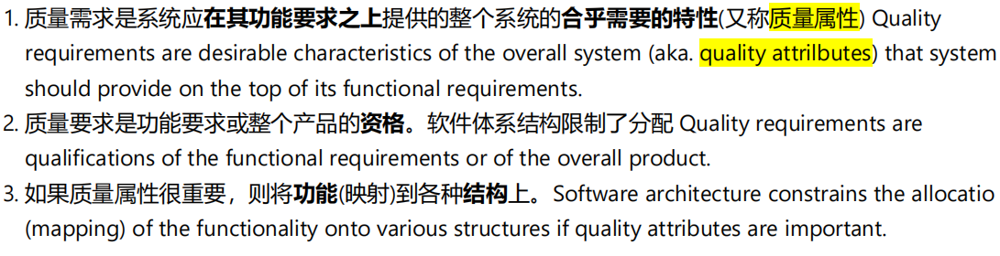 1. 质量需求是系统应在其功能要求之上提供的整个系统的合乎需要的特性(又称质量属性) Quality
requirements are desirable characteristics of the overall system (aka. quality attrilbutes) that system
should provide on the top of its functional requirements.
2. 质量要求是功能要求或整个产品的资格。软件体系结构限制了分配 Quality requirements are
qualifications of the functional requirements or of the overall product.
3. 如果质量属性很重要，则将功能(映射)到各种结构上。Software architecture constrains the allocatio
(mapping) of the functionality onto various structures if quality attributes are important.